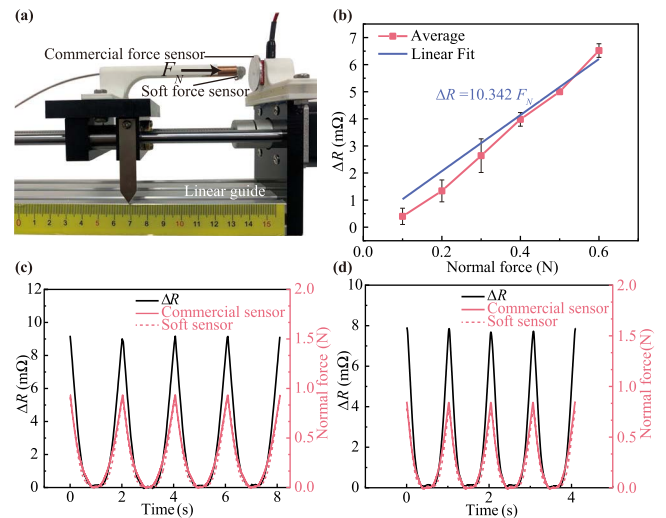 (a)
Commercial force sensor
F_N
Soft force sensor
Linear guide
0 1 2 3 4 5 6 7 8 9 10 11 12 13 14 15
(b)
Average
Linear Fit
ΔR =10.342 F_N
ΔR (mΩ)
7
6
5
4
3
2
1
0
0.0 0.2 0.4 0.6
Normal force (N)
(c)
ΔR
Commercial sensor
Soft sensor
ΔR (mΩ)
12
9
6
3
0
Normal force (N)
2.0
1.5
1.0
0.5
0.0
0 2 4 6 8
Time (s)
(d)
ΔR
Commercial sensor
Soft sensor
ΔR (mΩ)
10
8
6
4
2
0
Normal force(N)
2.0
1.5
1.0
0.5
0.0
0 1 2 3 4
Time (s)